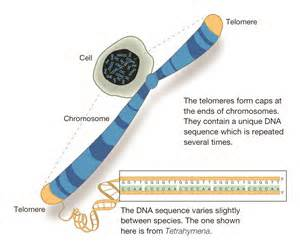 Telomere
Cell
The telomeres form caps at
the ends of chromosomes.
They contain a unique DNA
sequence which is repeated
several times.
Chromosome
Telomere
The DNA sequence varies slightly
between species. The one shown
here is from Tetrahymena.